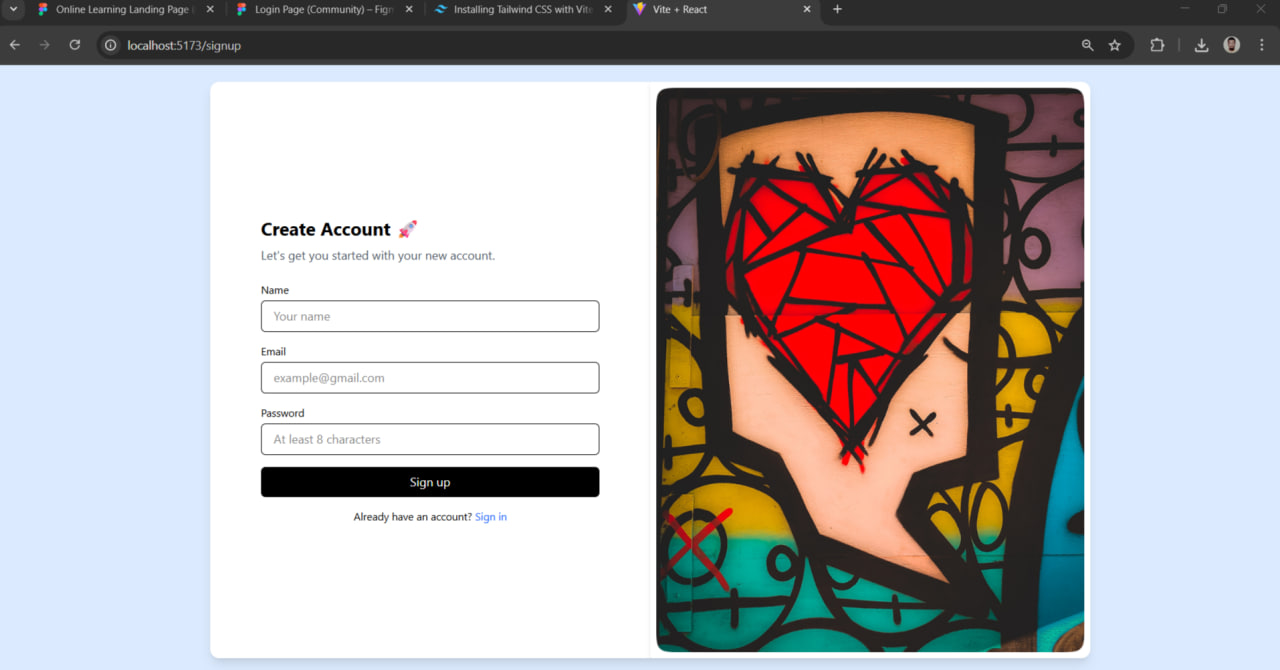 Online Learning Landing Page
Login Page (Community) – Figm
Installing Tailwind CSS with Vite
Vite + React
localhost:5173/signup
Create Account 🚀
Let's get you started with your new account.
Name
Your name
Email
example@gmail.com
Password
At least 8 characters
Sign up
Already have an account? Sign in